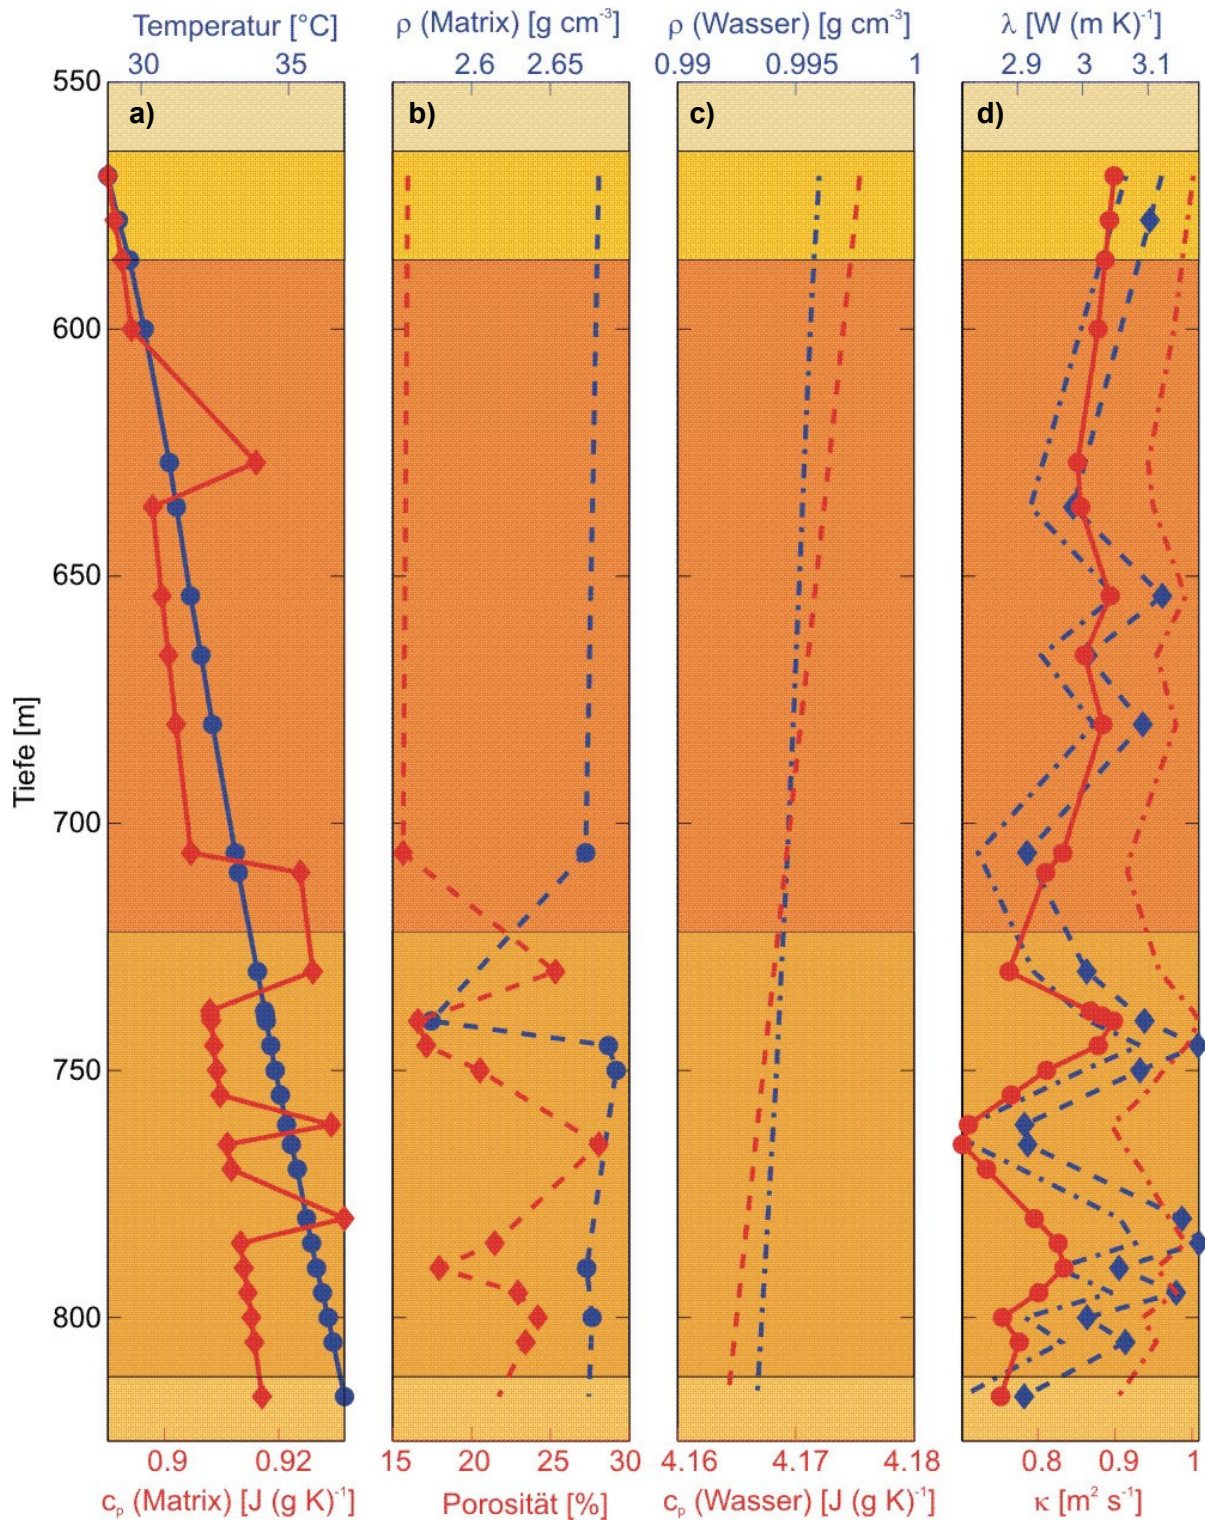 Temperatur [°C]
ρ (Matrix) [g cm⁻³]
ρ (Wasser) [g cm⁻³]
λ [W (m K)⁻¹]
30 35
2.6 2.65
0.99 0.995 1
2.9 3 3.1
550
a)
b)
c)
d)
600
650
Tiefe [m]
700
750
800
0.9 0.92
15 20 25 30
4.16 4.17 4.18
0.8 0.9 1
cₚ (Matrix) [J (g K)⁻¹]
Porosität [%]
cₚ (Wasser) [J (g K)⁻¹]
κ [m² s⁻¹]